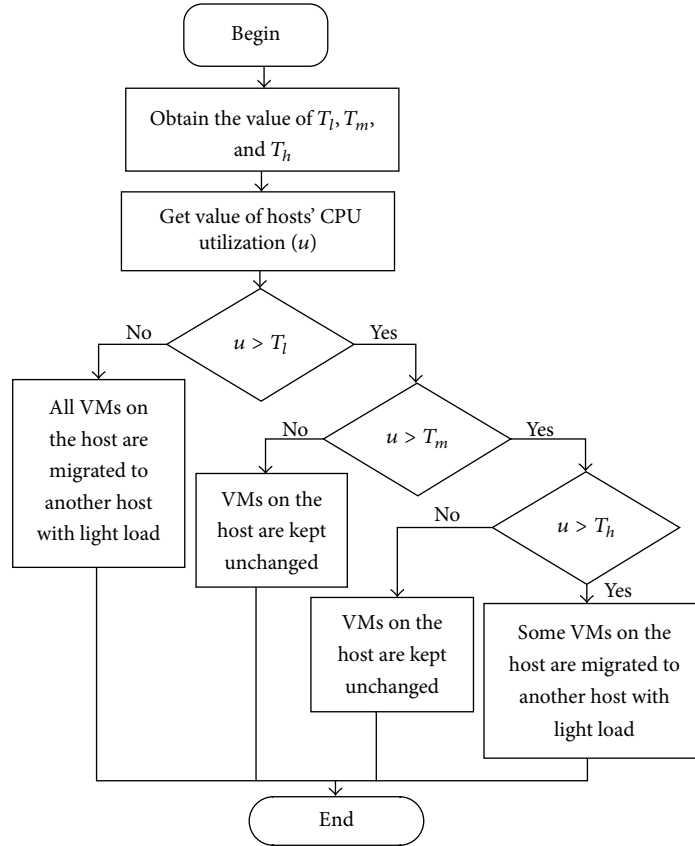 Begin
Obtain the value of T_l, T_m,
and T_h
Get value of hosts’ CPU
utilization (u)
u > T_l
No
Yes
All VMs on
the host are
migrated to
another host
with light load
u > T_m
No
Yes
VMs on the
host are kept
unchanged
u > T_h
No
Yes
VMs on the
host are kept
unchanged
Some VMs on the
host are migrated to
another host with
light load
End